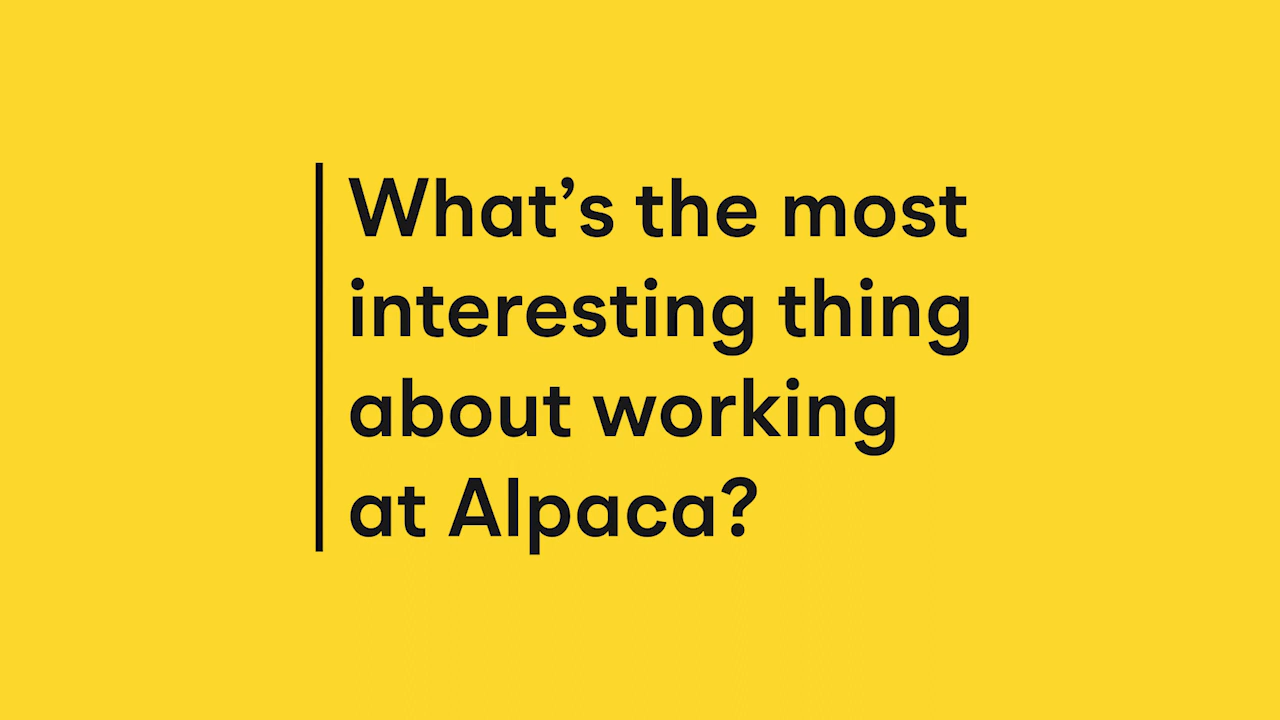 What’s the most
interesting thing
about working
at Alpaca?